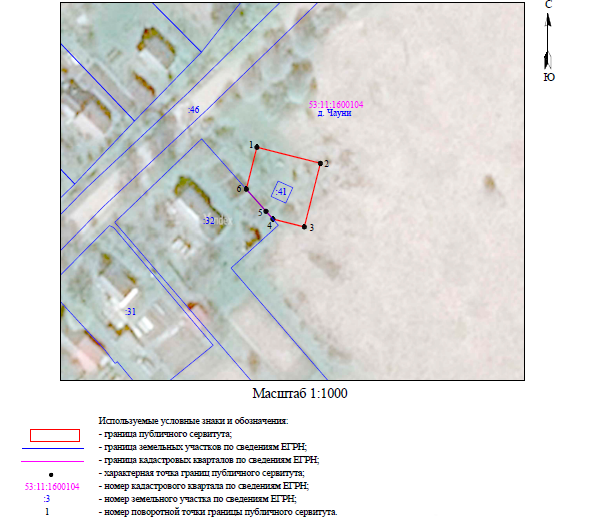 С
Ю
:46
53:11:1600104
д. Чауни
1
2
:41
6
5
:32
4
3
:31
Масштаб 1:1000
Используемые условные знаки и обозначения:
- граница публичного сервитута;
- граница земельных участков по сведениям ЕГРН;
- граница кадастровых кварталов по сведениям ЕГРН;
- характерная точка границ публичного сервитута;
53:11:1600104 - номер кадастрового квартала по сведениям ЕГРН;
:3 - номер земельного участка по сведениям ЕГРН;
1 - номер поворотной точки границы публичного сервитута.